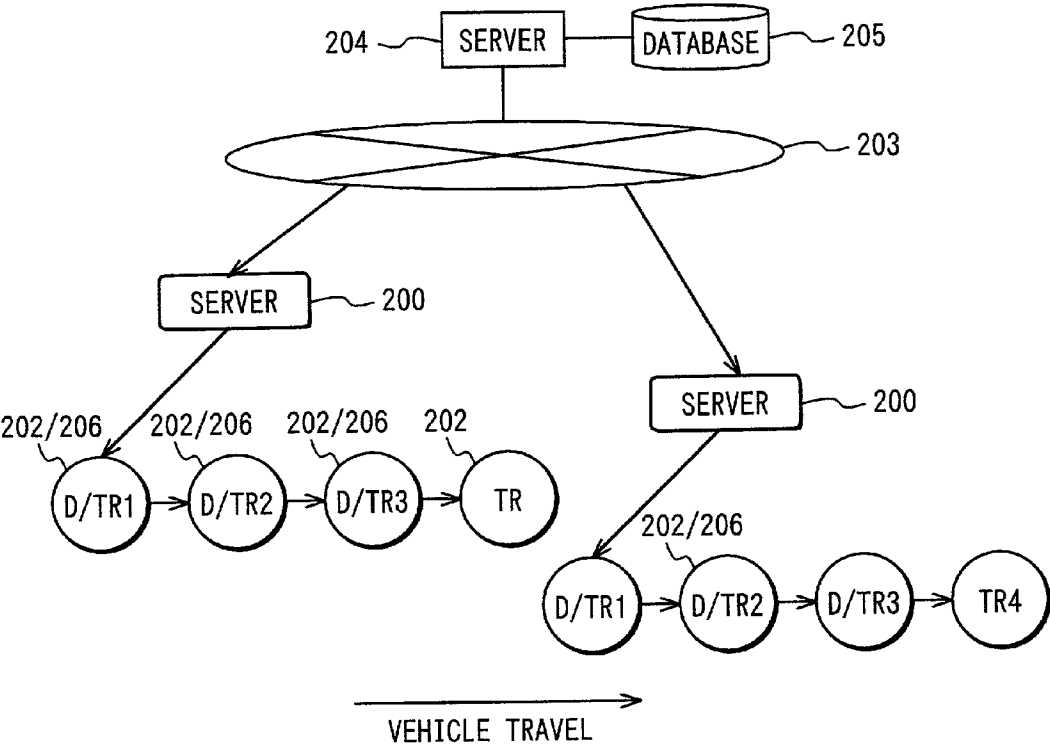 204 SERVER DATABASE 205
203
SERVER 200
SERVER 200
202/206 202/206 202/206 202
D/TR1 D/TR2 D/TR3 TR
202/206
D/TR1 D/TR2 D/TR3 TR4
VEHICLE TRAVEL